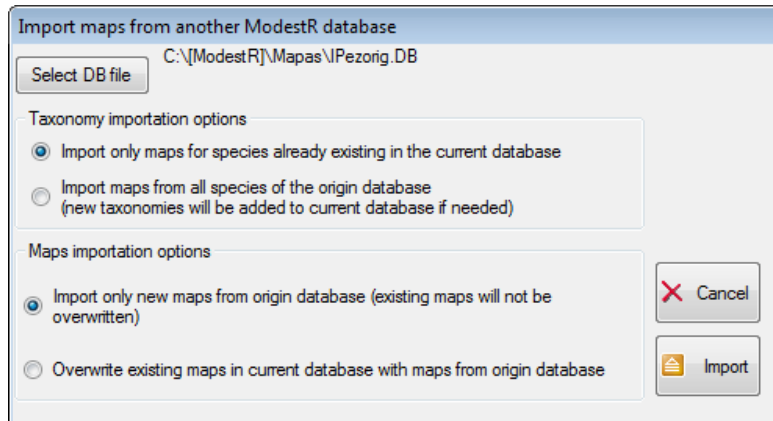 Import maps from another ModestR database
C:\[ModestR]\Mapas\IPezorig.DB
Select DB file
Taxonomy importation options
Import only maps for species already existing in the current database
Import maps from all species of the origin database
(new taxonomies will be added to current database if needed)
Maps importation options
Import only new maps from origin database (existing maps will not be
overwritten)
Cancel
Overwrite existing maps in current database with maps from origin database
Import